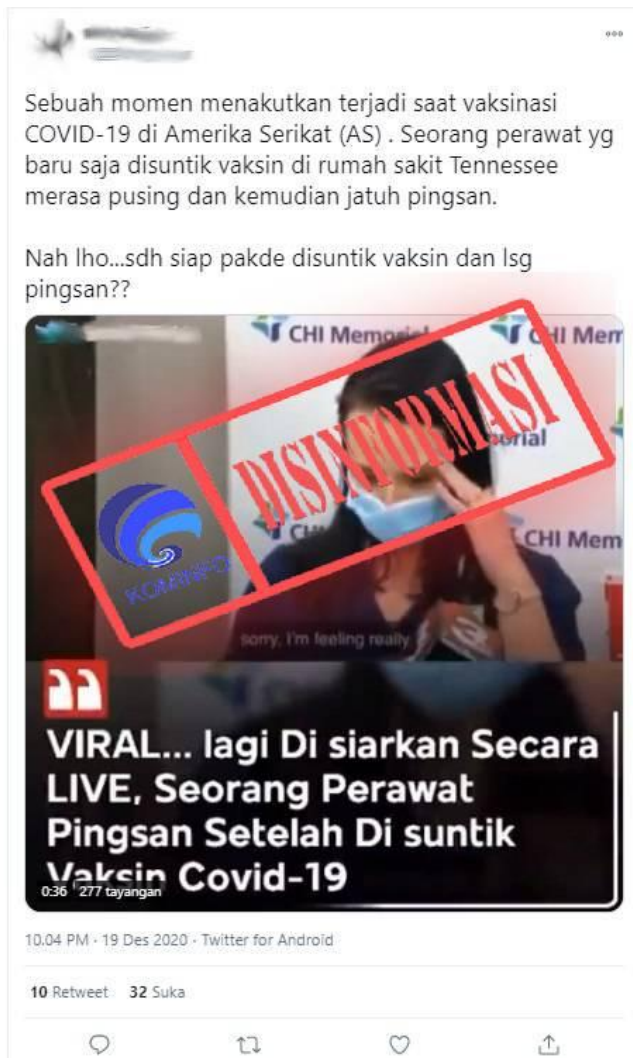 Sebuah momen menakutkan terjadi saat vaksinasi
COVID-19 di Amerika Serikat (AS) . Seorang perawat yg
baru saja disuntik vaksin di rumah sakit Tennessee
merasa pusing dan kemudian jatuh pingsan.
Nah lho...sdh siap pakde disuntik vaksin dan lsg
pingsan??
CHI Memorial
CHI Mem
DISINFORMASI
orial
KOMINFO
CHI Mem
sorry, I'm feeling really
VIRAL... lagi Di siarkan Secara
LIVE, Seorang Perawat
Pingsan Setelah Di suntik
Vaksin Covid-19
0:36 277 tayangan
10.04 PM · 19 Des 2020 · Twitter for Android
10 Retweet 32 Suka